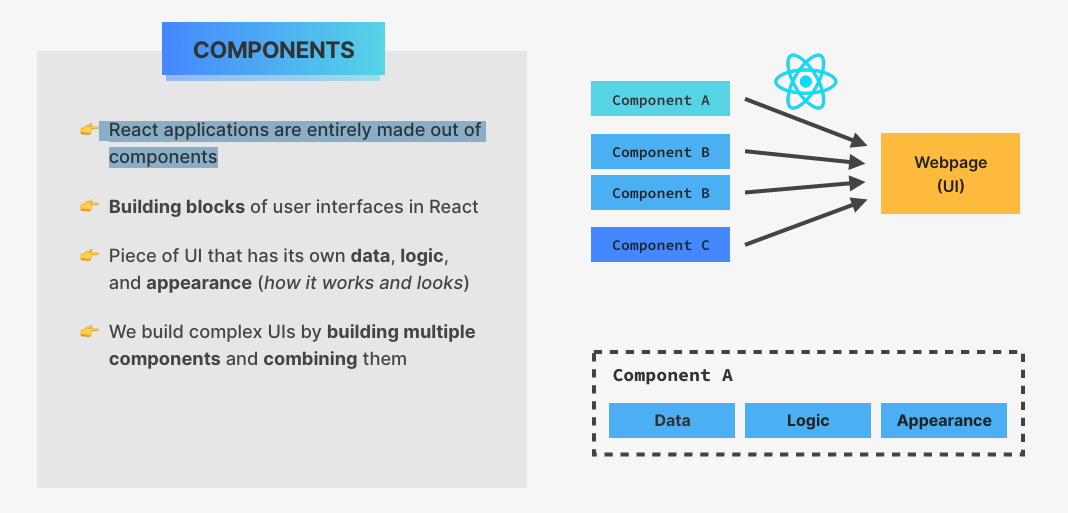 COMPONENTS
👉 React applications are entirely made out of
components
👉 Building blocks of user interfaces in React
👉 Piece of UI that has its own data, logic,
and appearance (how it works and looks)
👉 We build complex UIs by building multiple
components and combining them
Component A
Component B
Component B
Component C
Webpage
(UI)
Component A
Data Logic Appearance